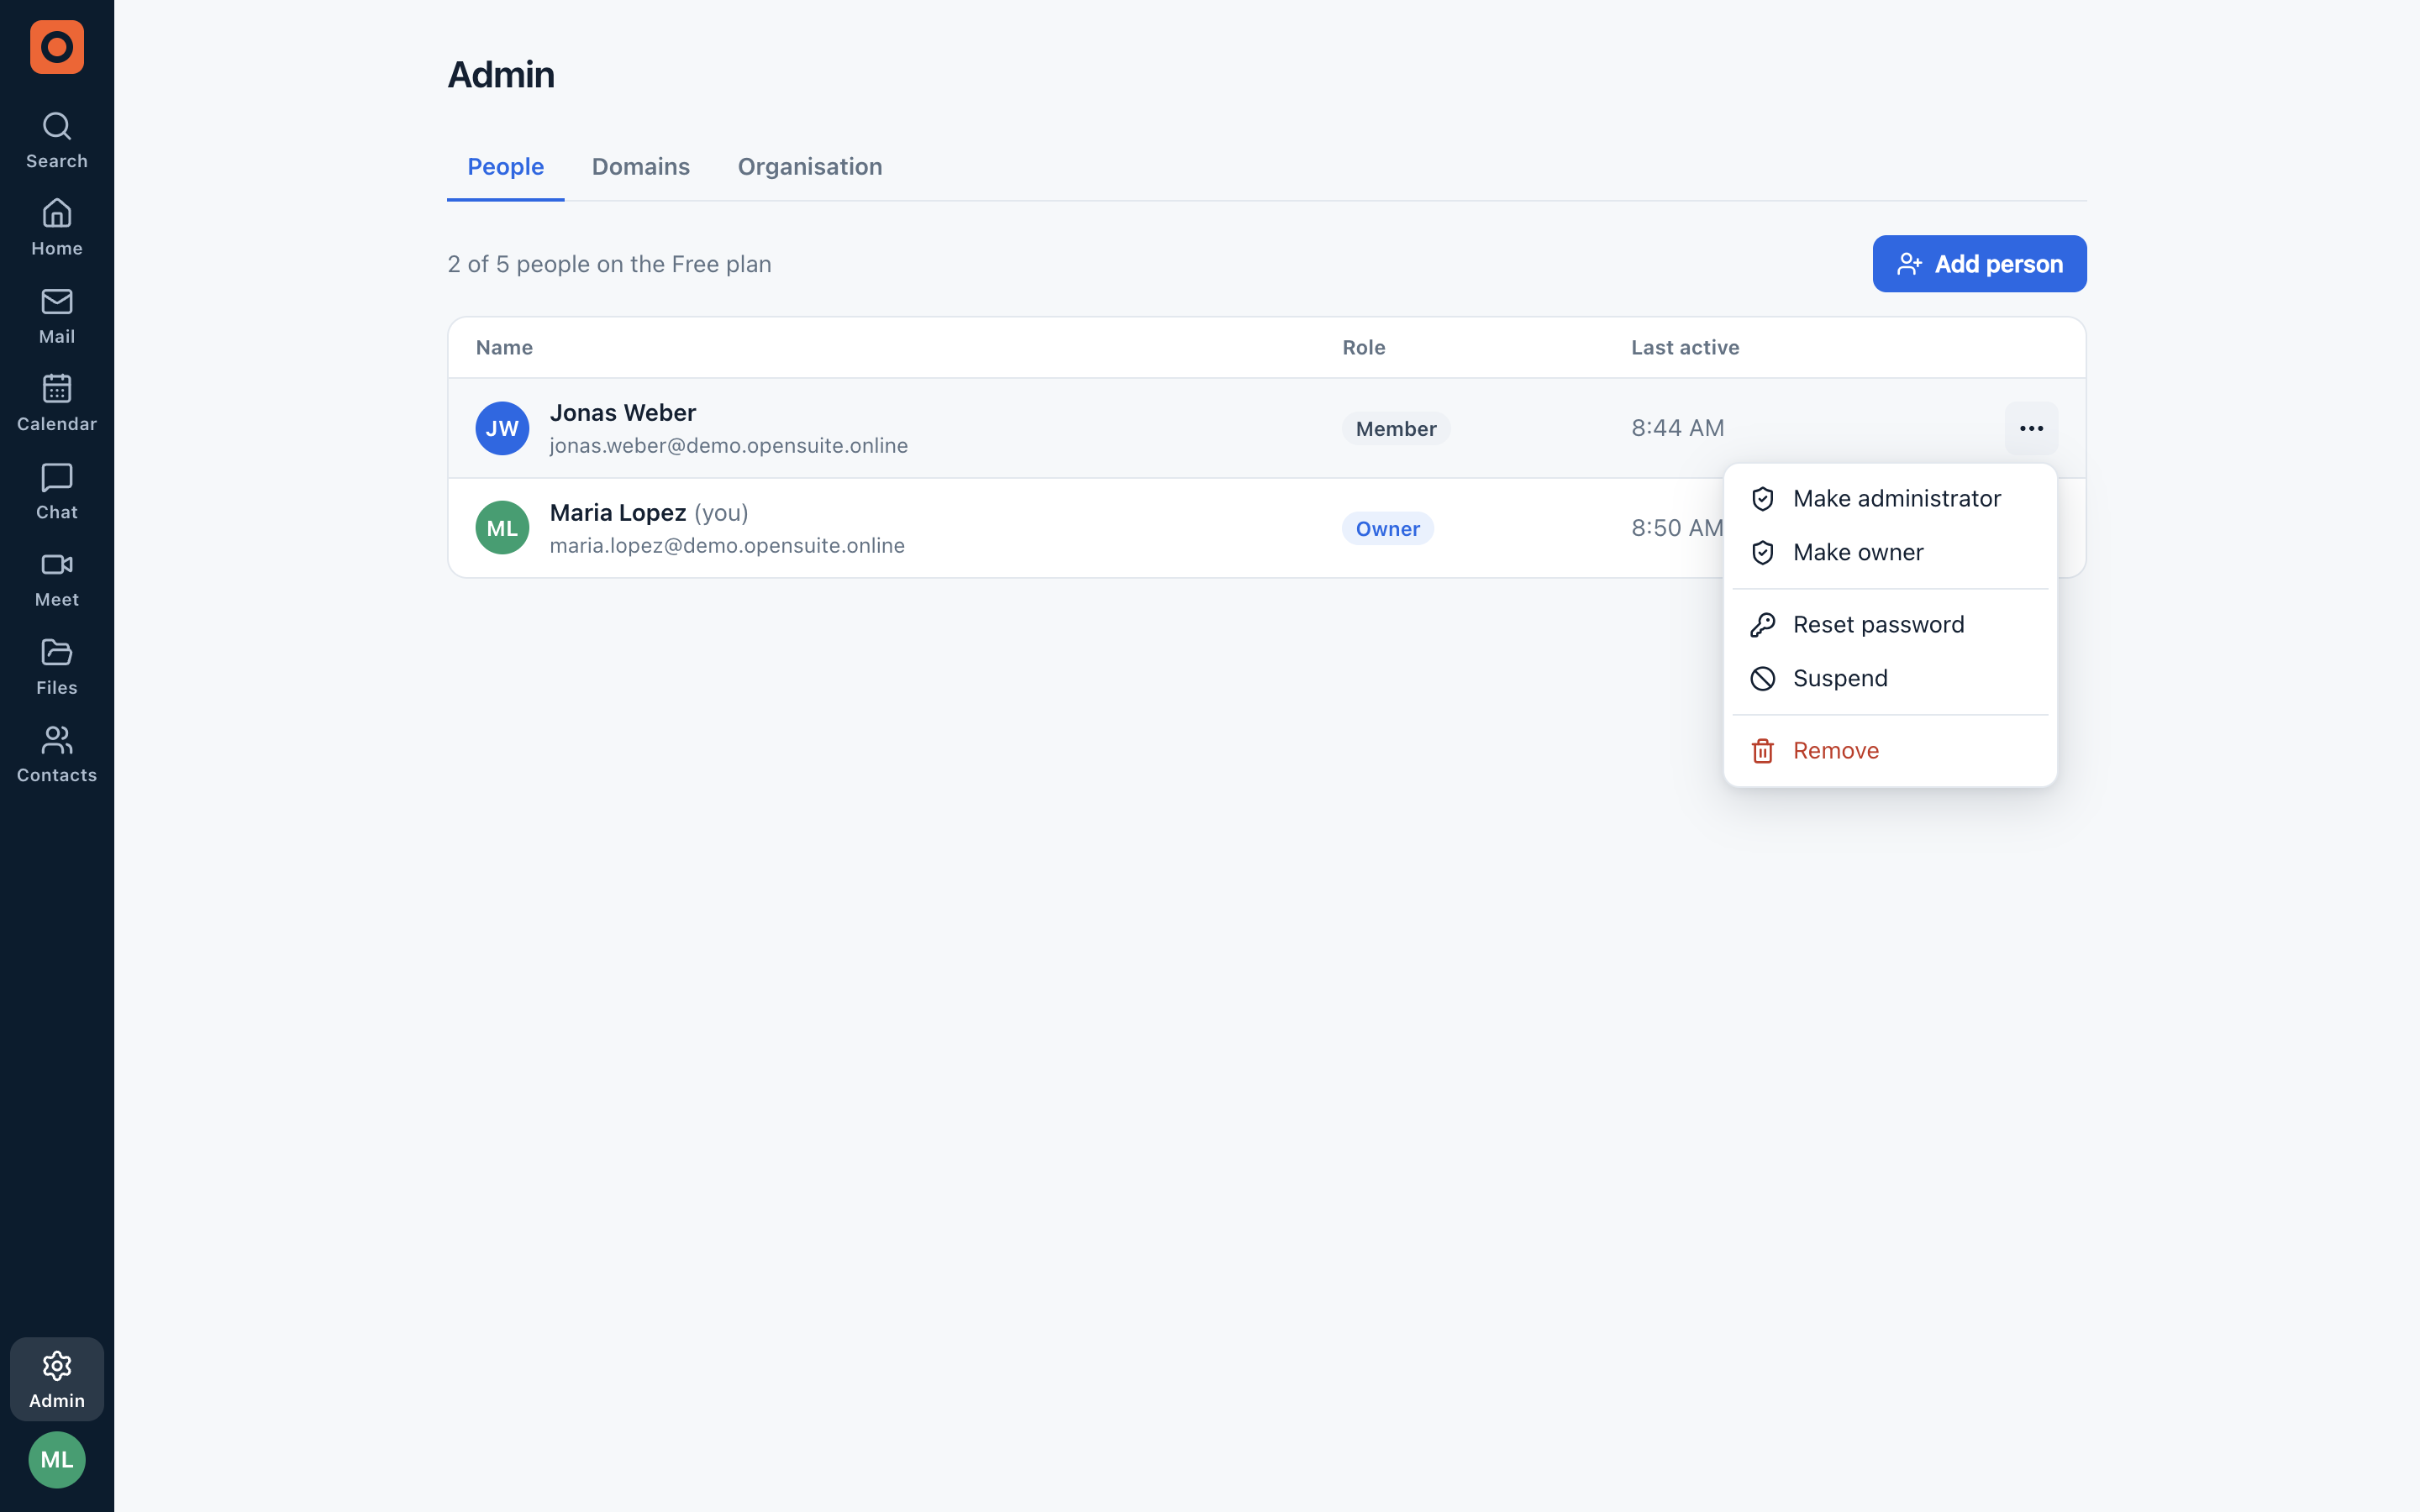 Search
Home
Mail
Calendar
Chat
Meet
Files
Contacts
Admin
ML
Admin
People Domains Organisation
2 of 5 people on the Free plan
Add person
Name Role Last active
JW Jonas Weber Member 8:44 AM
jonas.weber@demo.opensuite.online
ML Maria Lopez (you) Owner 8:50 AM
maria.lopez@demo.opensuite.online
Make administrator
Make owner
Reset password
Suspend
Remove